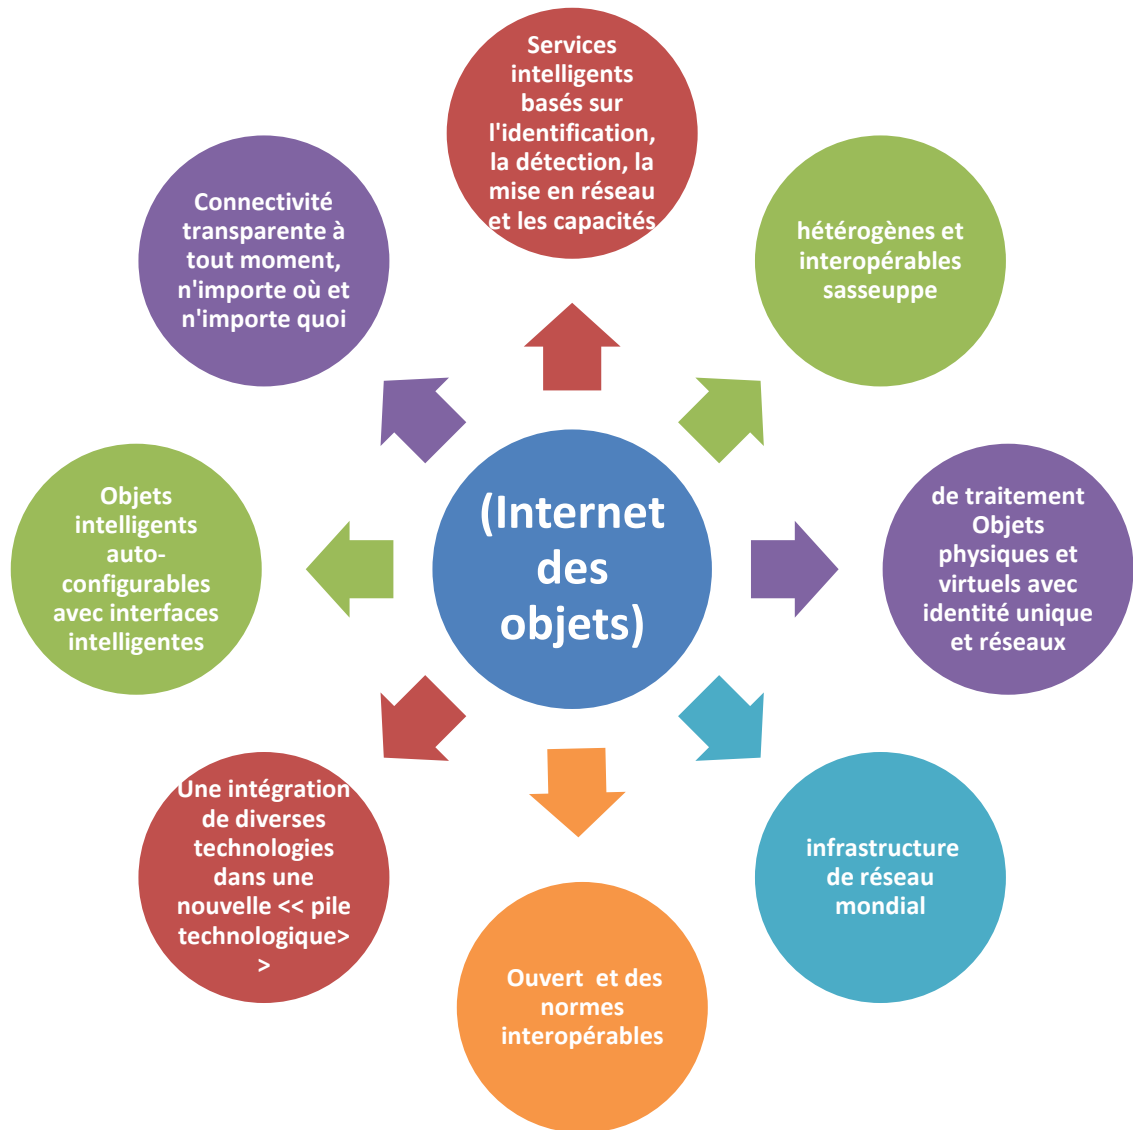 Services
intelligents
basés sur
l'identification,
la détection, la
mise en réseau
et les capacités
hétérogènes et
interopérables
sasseuppe
de traitement
Objets
physiques et
virtuels avec
identité unique
et réseaux
infrastructure
de réseau
mondial
Ouvert  et des
normes
interopérables
Une intégration
de diverses
technologies
dans une
nouvelle << pile
technologique>
>
Objets
intelligents
auto-
configurables
avec interfaces
intelligentes
Connectivité
transparente à
tout moment,
n'importe où et
n'importe quoi
(Internet
des
objets)